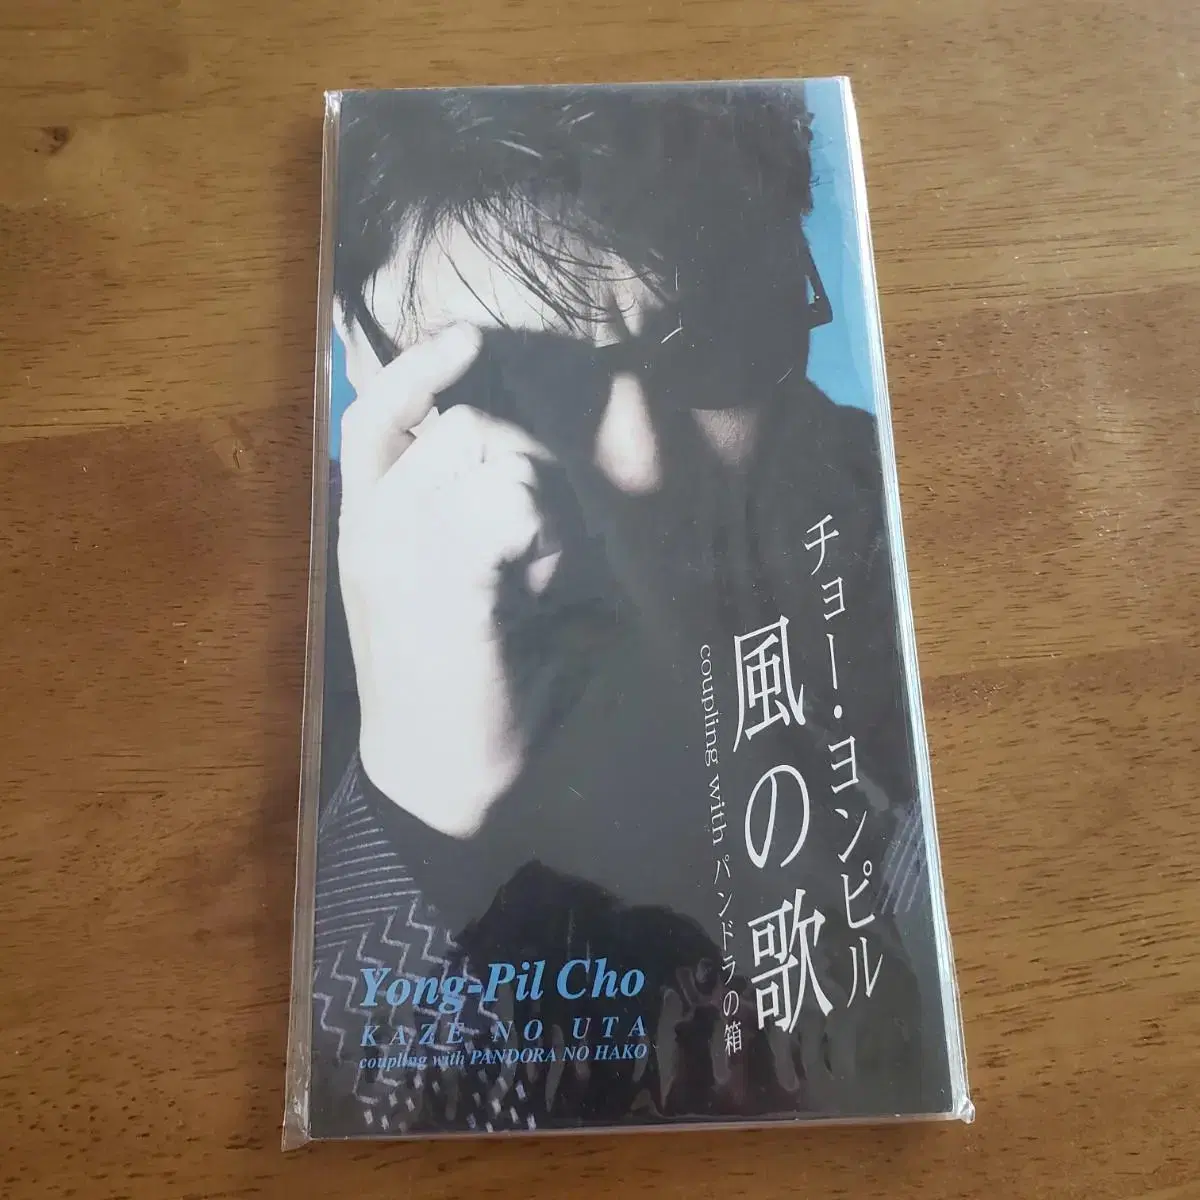 チョー・ヨンピル
風の歌
coupling with パンドラの箱
Yong-Pil Cho
KAZE NO UTA
coupling with PANDORA NO HAKO